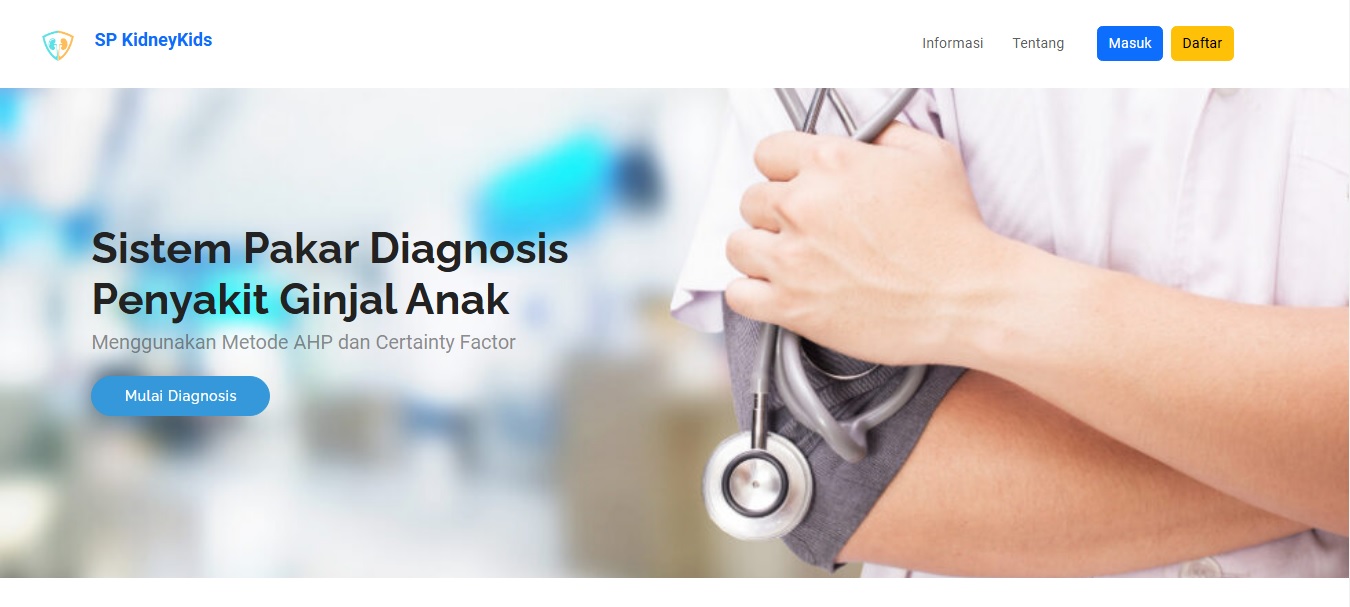 SP KidneyKids
Informasi
Tentang
Masuk
Daftar
Sistem Pakar Diagnosis
Penyakit Ginjal Anak
Menggunakan Metode AHP dan Certainty Factor
Mulai Diagnosis